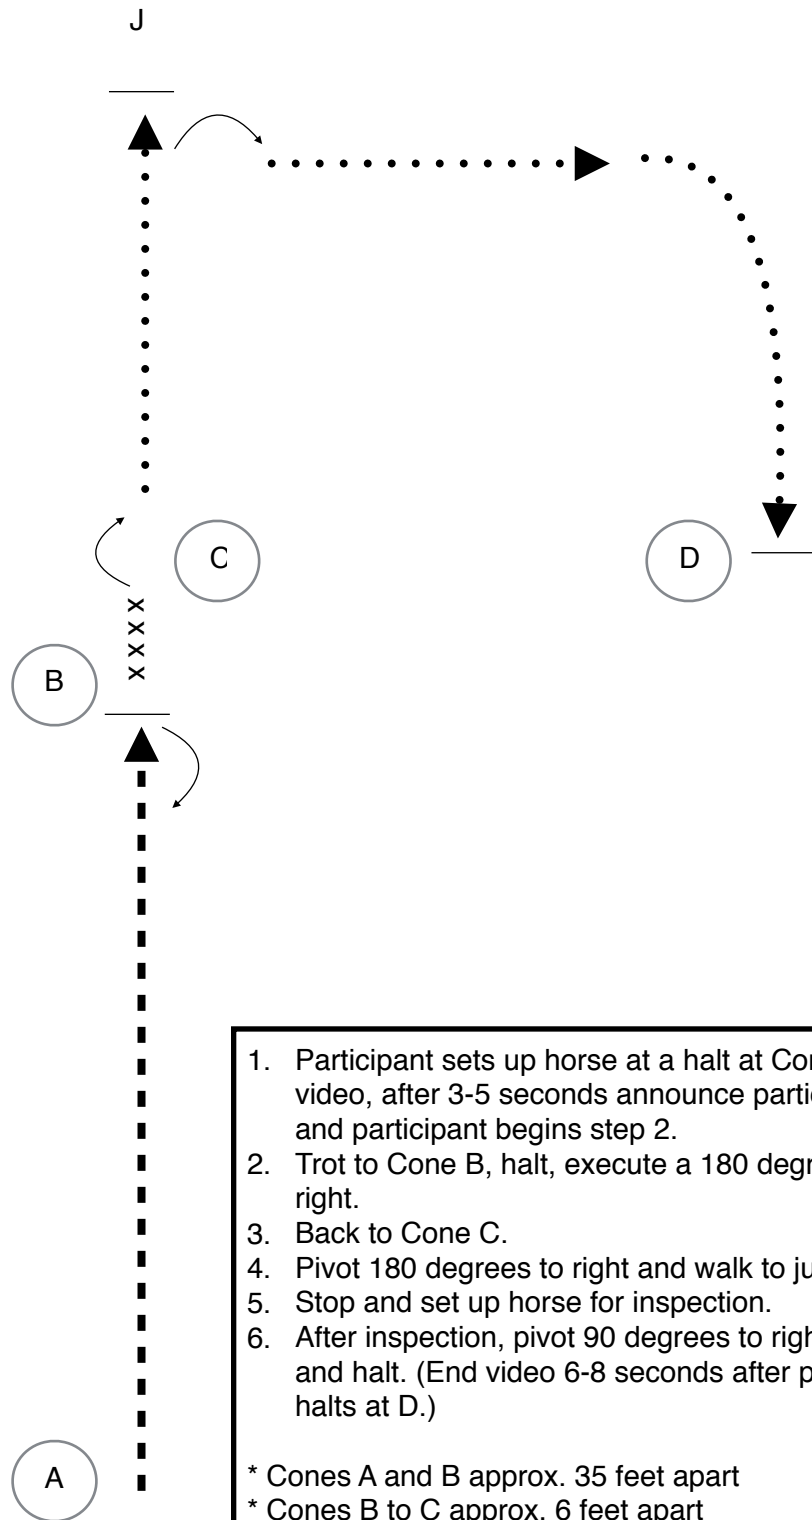 J
C
D
B
X
X
X
X
A
1. Participant sets up horse at a halt at
video, after 3-5 seconds announce
and participant begins step 2.
2. Trot to Cone B, halt, execute a 180
right.
3. Back to Cone C.
4. Pivot 180 degrees to right and walk to
5. Stop and set up horse for inspection.
6. After inspection, pivot 90 degrees to
and halt. (End video 6-8 seconds after
halts at D.)
* Cones A and B approx. 35 feet apart
* Cones B to C approx. 6 feet apart